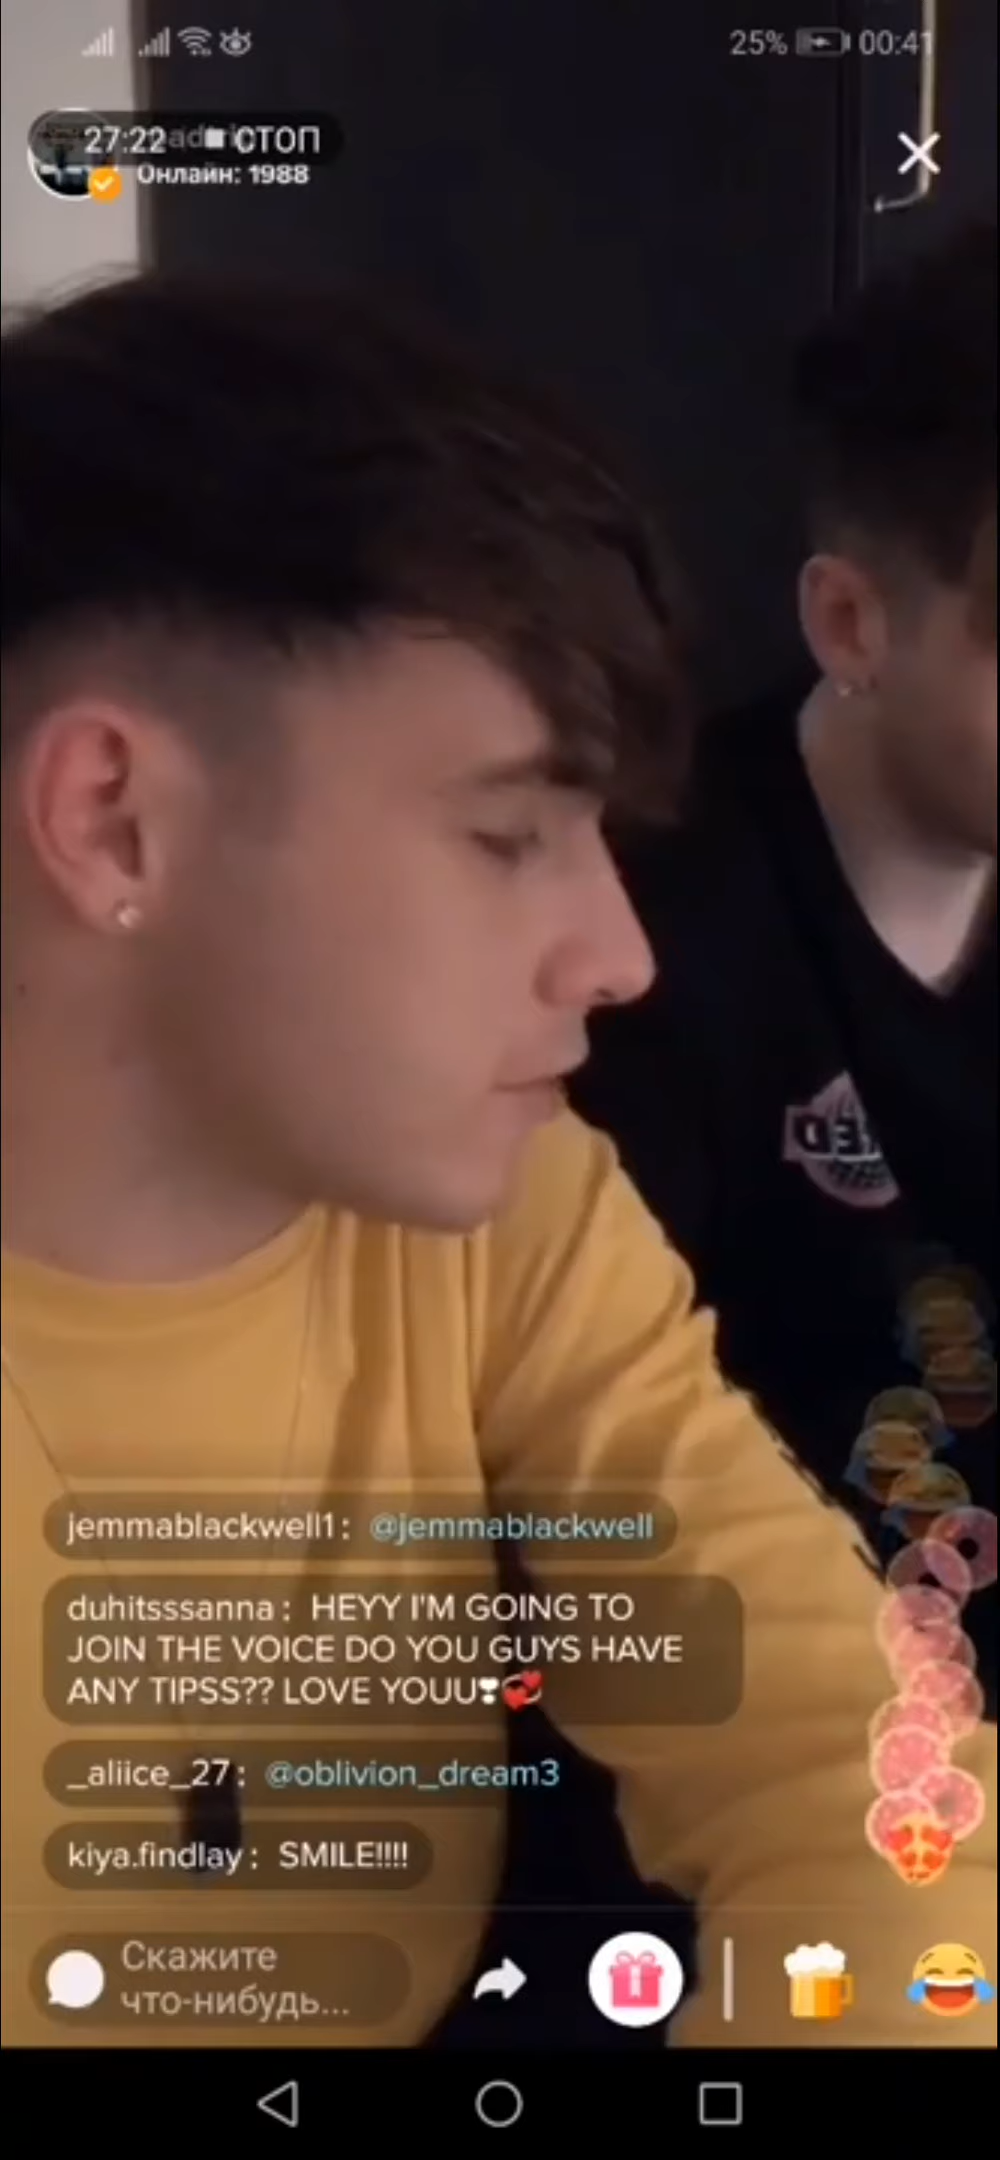 25% 00:41
27:22 СТОП
Онлайн: 1988
jemmablackwell1: @jemmablackwell
duhitsssanna: HEYY I'M GOING TO
JOIN THE VOICE DO YOU GUYS HAVE
ANY TIPSS?? LOVE YOUU❣💞
_aliice_27: @oblivion_dream3
kiya.findlay: SMILE!!!!
Скажите
что-нибудь...